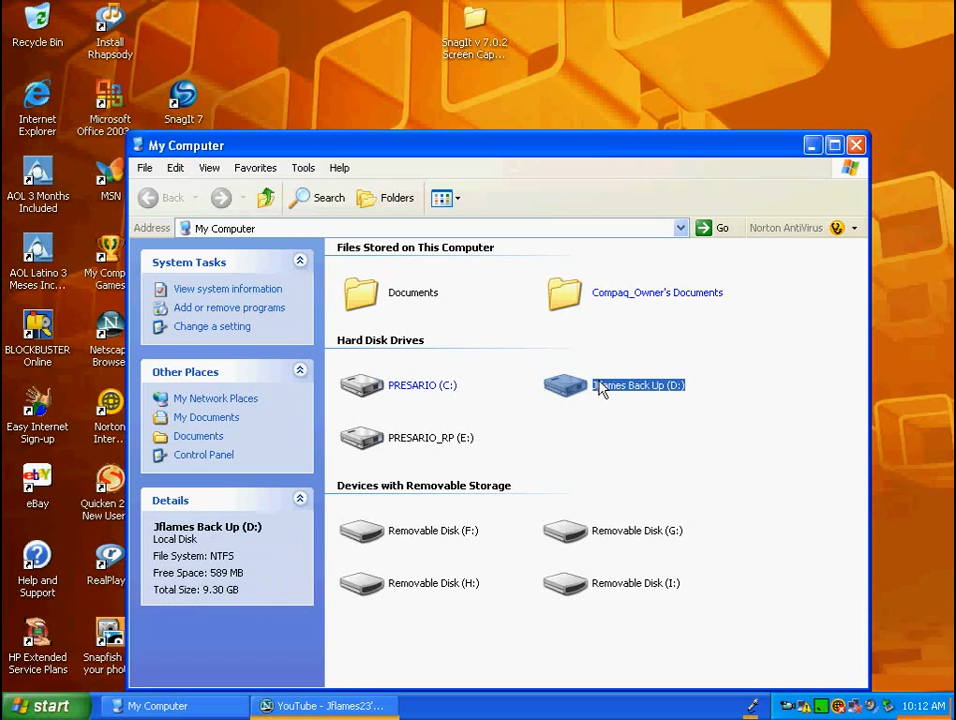 Recycle Bin
Install
Rhapsody
SnagIt v 7.0.2
Screen Cap...
Internet
Explorer
Microsoft
Office 2003
SnagIt 7
AOL 3 Months
Included
MSN
AOL Latino 3
Meses Inc...
My Comp
Games
BLOCKBUSTER
Online
Netscap
Browse
Easy Internet
Sign-up
Norton
Inter...
eBay
Quicken 2
New User
Help and
Support
RealPlay
HP Extended
Service Plans
Snapfish
your pho
My Computer
File Edit View Favorites Tools Help
Back Search Folders
Address My Computer Go Norton AntiVirus
System Tasks
View system information
Add or remove programs
Change a setting
Other Places
My Network Places
My Documents
Documents
Control Panel
Details
Jflames Back Up (D:)
Local Disk
File System: NTFS
Free Space: 589 MB
Total Size: 9.30 GB
Files Stored on This Computer
Documents
Compaq_Owner's Documents
Hard Disk Drives
PRESARIO (C:)
Jflames Back Up (D:)
PRESARIO_RP (E:)
Devices with Removable Storage
Removable Disk (F:)
Removable Disk (G:)
Removable Disk (H:)
Removable Disk (I:)
start My Computer YouTube - Jflames23'... 10:12 AM